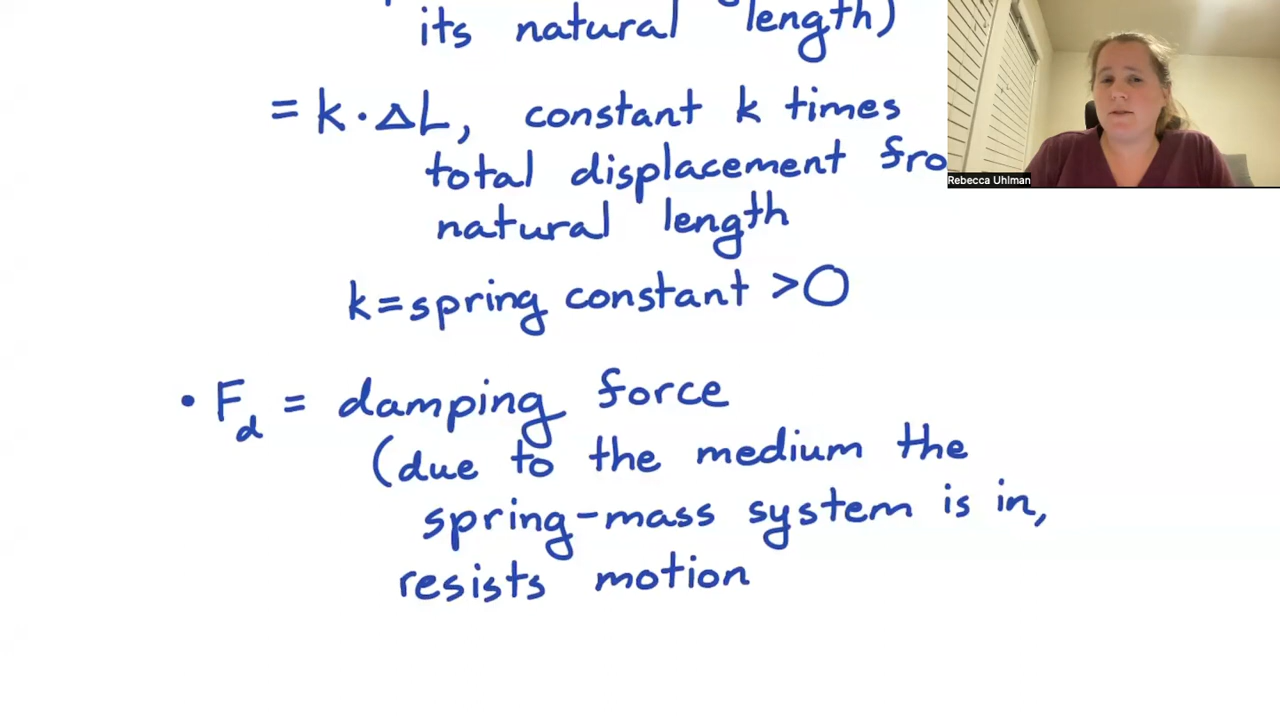 its natural length)
= k · ΔL, constant k times
total displacement fro
natural length
k = spring constant > 0
Rebecca Uhlman
• F_d = damping force
(due to the medium the
spring-mass system is in,
resists motion